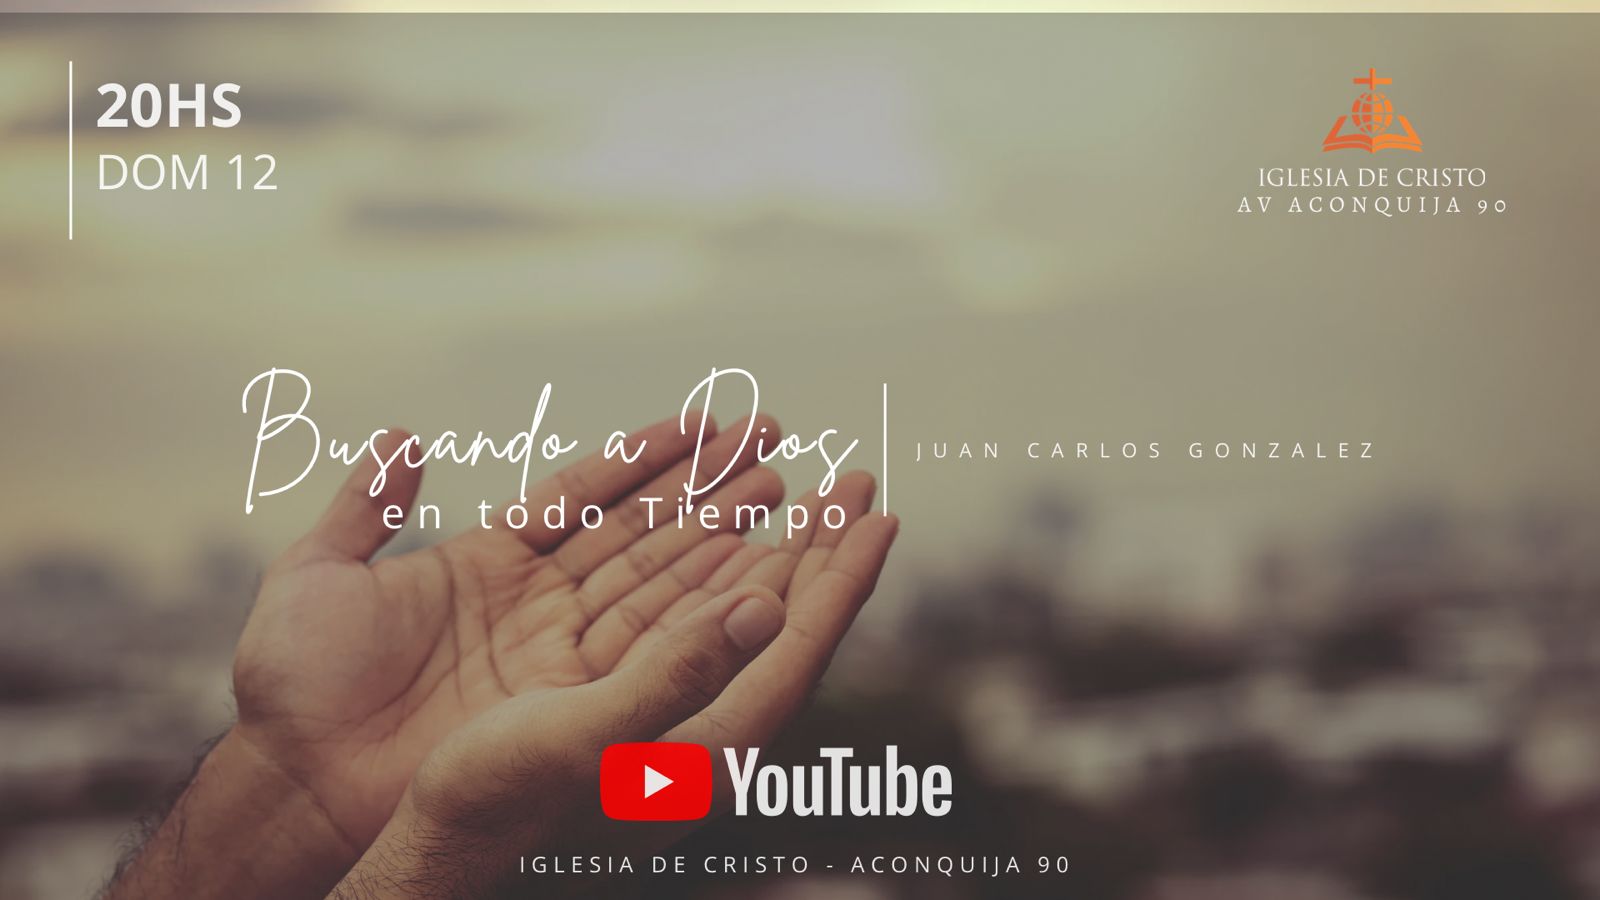 20HS
DOM 12
IGLESIA DE CRISTO
AV ACONQUIJA 90
Buscando a Dios
en todo Tiempo
JUAN CARLOS GONZALEZ
YouTube
IGLESIA DE CRISTO - ACONQUIJA 90